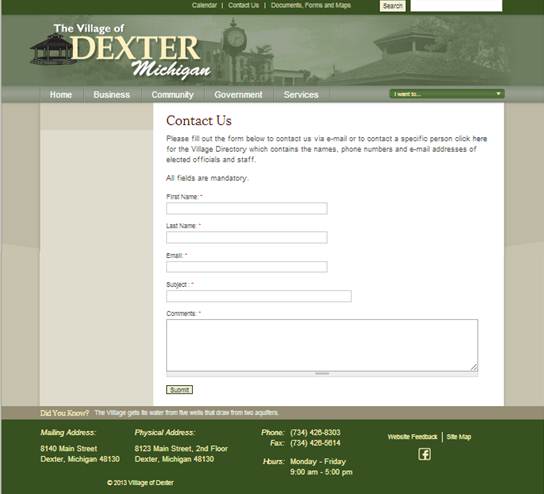 Calendar | Contact Us | Documents, Forms and Maps Search
The Village of
DEXTER
Michigan
Home Business Community Government Services I want to...
Contact Us
Please fill out the form below to contact us via e-mail or to contact a specific person click here
for the Village Directory which contains the names, phone numbers and e-mail addresses of
elected officials and staff.
All fields are mandatory.
First Name: *
Last Name: *
Email: *
Subject : *
Comments: *
Submit
Did You Know? The Village gets its water from five wells that draw from two aquifers.
Mailing Address:
8140 Main Street
Dexter, Michigan 48130
Physical Address:
8123 Main Street, 2nd Floor
Dexter, Michigan 48130
Phone: (734) 426-8303
Fax: (734) 426-5614
Hours: Monday - Friday
9:00 am - 5:00 pm
Website Feedback | Site Map
© 2013 Village of Dexter